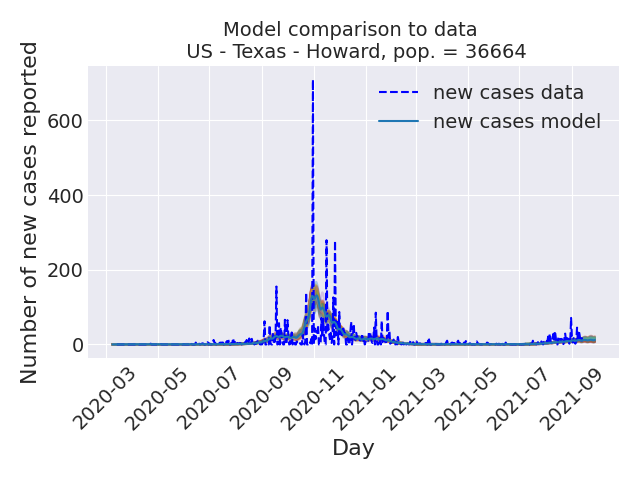 Model comparison to data
US - Texas - Howard, pop. = 36664
Number of new cases reported
600
400
200
0
new cases data
new cases model
2020-03
2020-05
2020-07
2020-09
2020-11
2021-01
2021-03
2021-05
2021-07
2021-09
Day